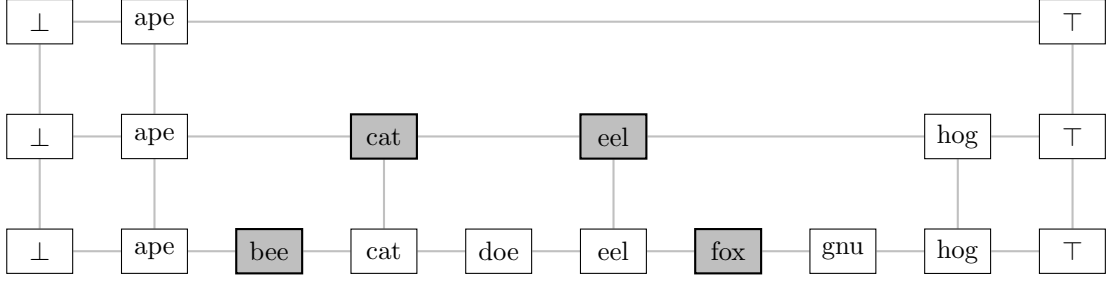 ⊥ ape ⊤
⊥ ape cat eel hog ⊤
⊥ ape bee cat doe eel fox gnu hog ⊤